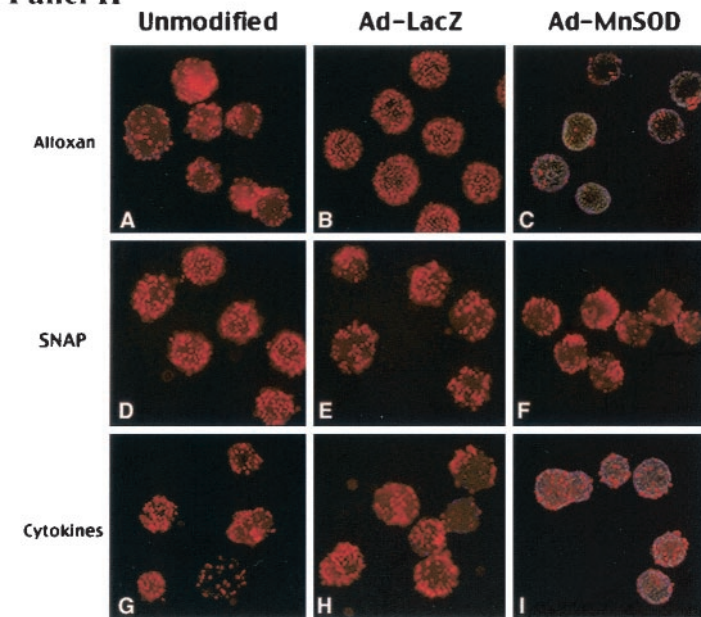 Unmodified Ad-LacZ Ad-MnSOD
Alloxan
A B C
SNAP
D E F
Cytokines
G H I